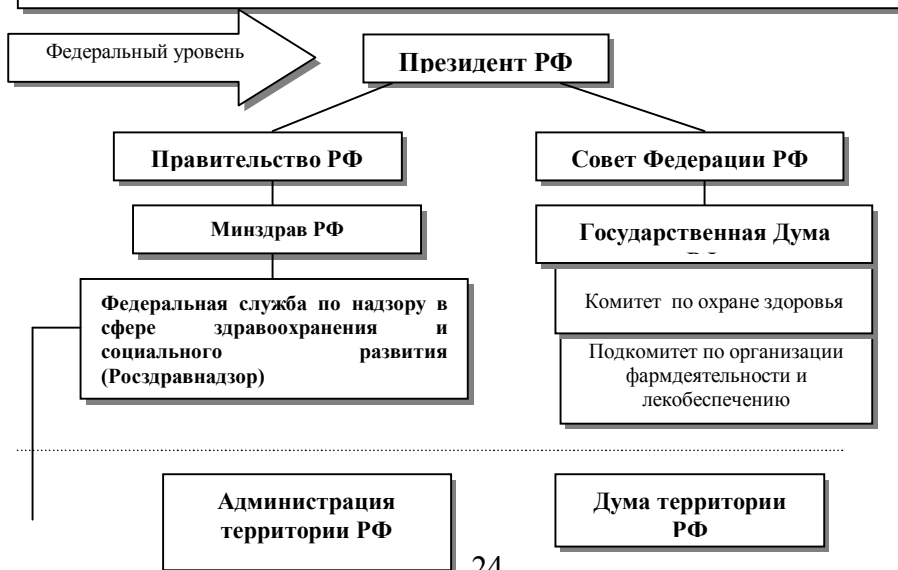 Федеральный уровень
Президент РФ
Правительство РФ
Совет Федерации РФ
Минздрав РФ
Государственная Дума
Федеральная служба по надзору в
сфере здравоохранения и
социального развития
(Росздравнадзор)
Комитет по охране здоровья
Подкомитет по организации
фармдеятельности и
лекобеспечению
Администрация
территории РФ
Дума территории
РФ
24